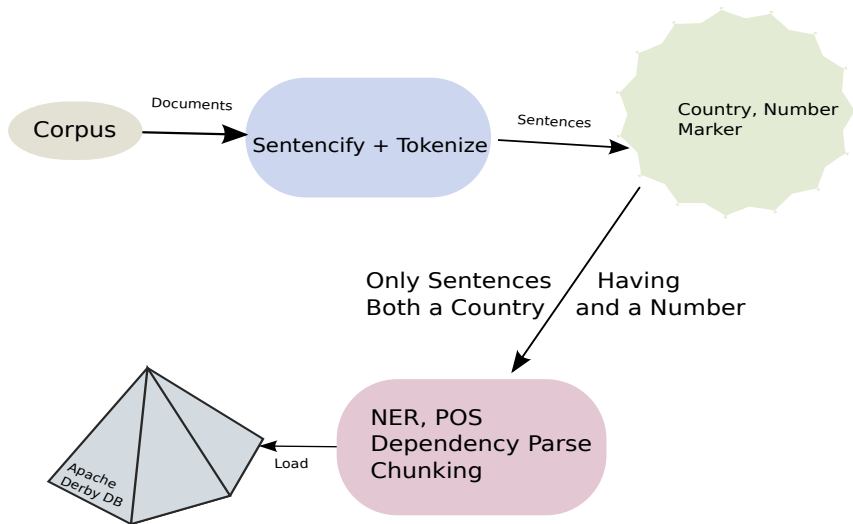 Corpus
Documents
Sentencify + Tokenize
Sentences
Country, Number
Marker
Only Sentences Having
Both a Country and a Number
NER, POS
Dependency Parse
Chunking
Load
Apache
Derby DB